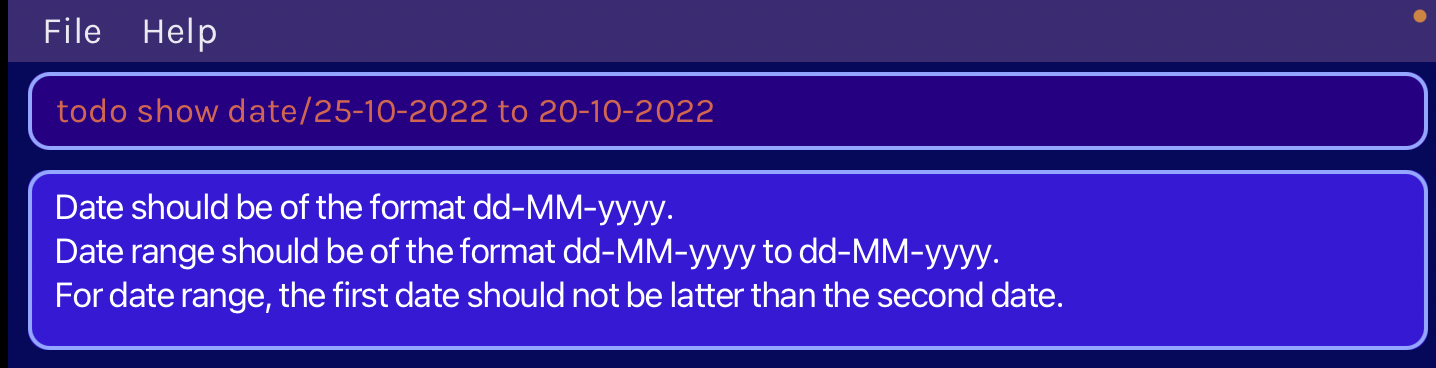 File Help
todo show date/25-10-2022 to 20-10-2022
Date should be of the format dd-MM-yyyy.
Date range should be of the format dd-MM-yyyy to dd-MM-yyyy.
For date range, the first date should not be latter than the second date.